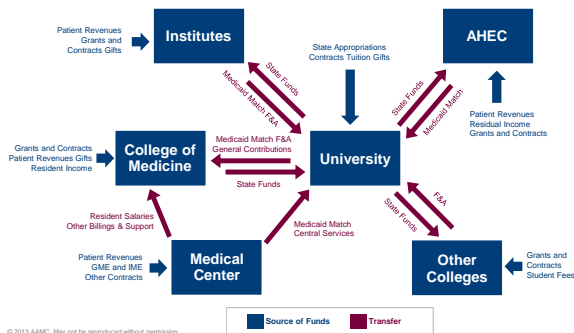 Institutes
AHEC
Patient Revenues
Grants and
Contracts Gifts
State Appropriations
Contracts Tuition Gifts
State Funds
Medicaid Match F&A
State Funds
Medicaid Match
Patient Revenues
Residual Income
Grants and Contracts
Grants and Contracts
Patient Revenues Gifts
Resident Income
College of
Medicine
Medicaid Match F&A
General Contributions
State Funds
University
F&A
State Funds
Resident Salaries
Other Billings & Support
Medicaid Match
Central Services
Patient Revenues
GME and IME
Other Contracts
Medical
Center
Other
Colleges
Grants and
Contracts
Student Fees
Source of Funds
Transfer
© 2013 AAMC. May not be reproduced without permission.